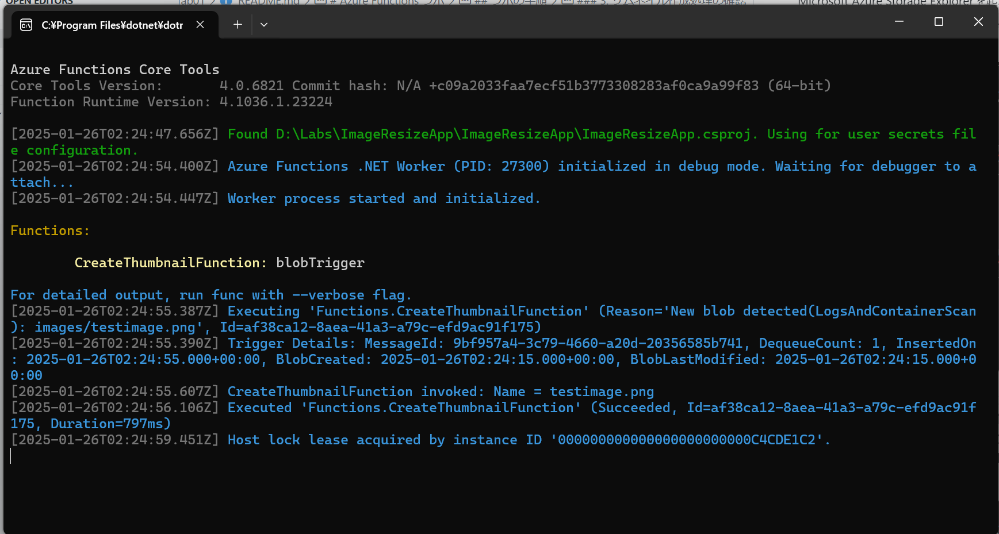 OPEN EDITORS
README.md > # Azure Functions
C:¥Program Files¥dotnet¥dotr
Azure Functions Core Tools
Core Tools Version:       4.0.6821 Commit hash: N/A +c09a2033faa7ecf51b3773308283af0ca9a99f83 (64-bit)
Function Runtime Version: 4.1036.1.23224
[2025-01-26T02:24:47.656Z] Found D:\Labs\ImageResizeApp\ImageResizeApp\ImageResizeApp.csproj. Using for user secrets fil
e configuration.
[2025-01-26T02:24:54.400Z] Azure Functions .NET Worker (PID: 27300) initialized in debug mode. Waiting for debugger to a
ttach...
[2025-01-26T02:24:54.447Z] Worker process started and initialized.
Functions:
CreateThumbnailFunction: blobTrigger
For detailed output, run func with --verbose flag.
[2025-01-26T02:24:55.387Z] Executing 'Functions.CreateThumbnailFunction' (Reason='New blob detected(LogsAndContainerScan
): images/testimage.png', Id=af38ca12-8aea-41a3-a79c-efd9ac91f175)
[2025-01-26T02:24:55.390Z] Trigger Details: MessageId: 9bf957a4-3c79-4660-a20d-20356585b741, DequeueCount: 1, InsertedOn
: 2025-01-26T02:24:55.000+00:00, BlobCreated: 2025-01-26T02:24:15.000+00:00, BlobLastModified: 2025-01-26T02:24:15.000+0
0:00
[2025-01-26T02:24:55.607Z] CreateThumbnailFunction invoked: Name = testimage.png
[2025-01-26T02:24:56.106Z] Executed 'Functions.CreateThumbnailFunction' (Succeeded, Id=af38ca12-8aea-41a3-a79c-efd9ac91f
175, Duration=797ms)
[2025-01-26T02:24:59.451Z] Host lock lease acquired by instance ID '000000000000000000000000C4CDE1C2'.